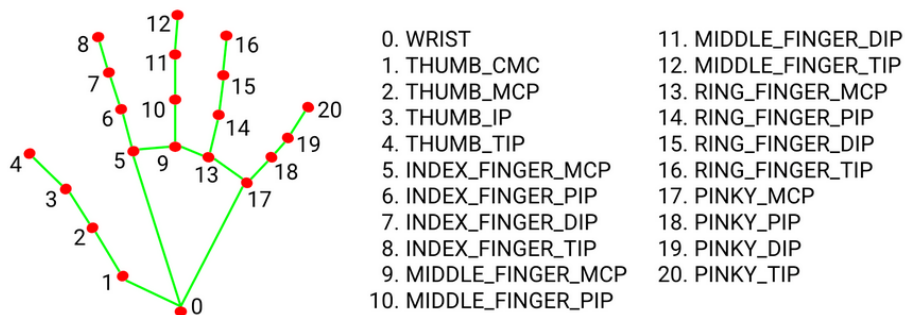 12
8
16
11
7
15
10
20
6
14
4
19
5
9
13
18
3
17
2
1
0
0. WRIST
1. THUMB_CMC
2. THUMB_MCP
3. THUMB_IP
4. THUMB_TIP
5. INDEX_FINGER_MCP
6. INDEX_FINGER_PIP
7. INDEX_FINGER_DIP
8. INDEX_FINGER_TIP
9. MIDDLE_FINGER_MCP
10. MIDDLE_FINGER_PIP
11. MIDDLE_FINGER_DIP
12. MIDDLE_FINGER_TIP
13. RING_FINGER_MCP
14. RING_FINGER_PIP
15. RING_FINGER_DIP
16. RING_FINGER_TIP
17. PINKY_MCP
18. PINKY_PIP
19. PINKY_DIP
20. PINKY_TIP